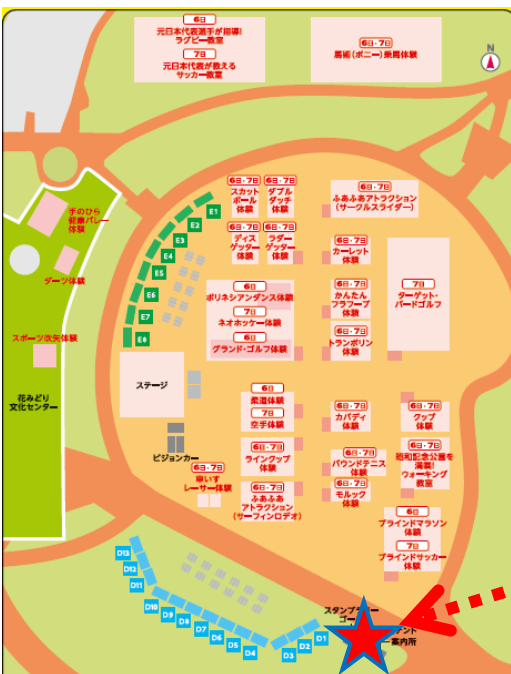 6日
元日本代表選手が指導!
ラグビー教室
7日
元日本代表が教える
サッカー教室
6日・7日
馬術(ポニー)乗馬体験
N
6日・7日
スカット
ボール
体験
6日・7日
ダブル
ダッチ
体験
6日・7日
ふあふあアトラクション
(サークルスライダー)
手のひら
健康バレー
体験
ダーツ体験
スポーツ吹矢体験
花みどり
文化センター
E1
E2
E3
E4
E5
E6
E7
E8
6日・7日
ディス
ゲッター
体験
6日・7日
ラダー
ゲッター
体験
6日・7日
カーレット
体験
6日
ポリネシアンダンス体験
7日
ネオホッケー体験
6日
グランド・ゴルフ体験
6日・7日
かんたん
フラフープ
体験
6日・7日
トランポリン
体験
7日
ターゲット・
バードゴルフ
ステージ
ビジョンカー
6日
柔道体験
7日
空手体験
6日・7日
カバディ
体験
6日・7日
クップ
体験
6日・7日
ラインクップ
体験
6日・7日
バウンドテニス
体験
6日・7日
昭和記念公園を
満喫!
ウォーキング
教室
6日・7日
車いす
レーサー体験
6日・7日
ふあふあ
アトラクション
(サーフィンロデオ)
6日・7日
モルック
体験
6日
ブラインドマラソン
体験
7日
ブラインドサッカー
体験
D13
D12
D11
D10
D9
D8
D7
D6
D5
D4
D3
D2
D1
スタンプラ
ゴー
テント
案内所